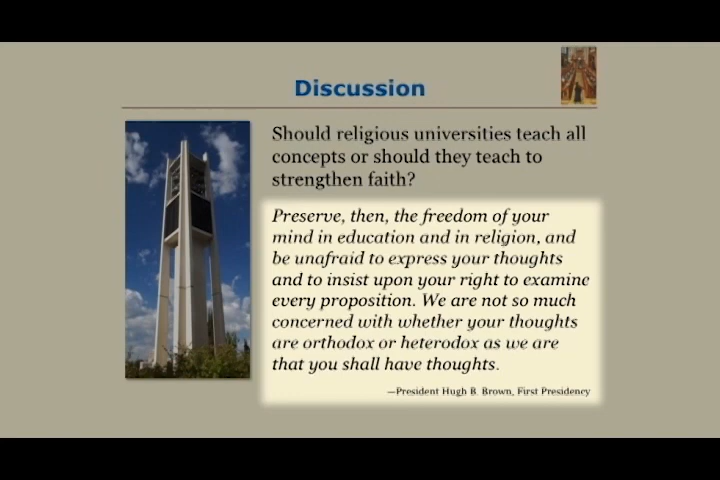 Discussion
Should religious universities teach all
concepts or should they teach to
strengthen faith?
Preserve, then, the freedom of your
mind in education and in religion, and
be unafraid to express your thoughts
and to insist upon your right to examine
every proposition. We are not so much
concerned with whether your thoughts
are orthodox or heterodox as we are
that you shall have thoughts.
—President Hugh B. Brown, First Presidency